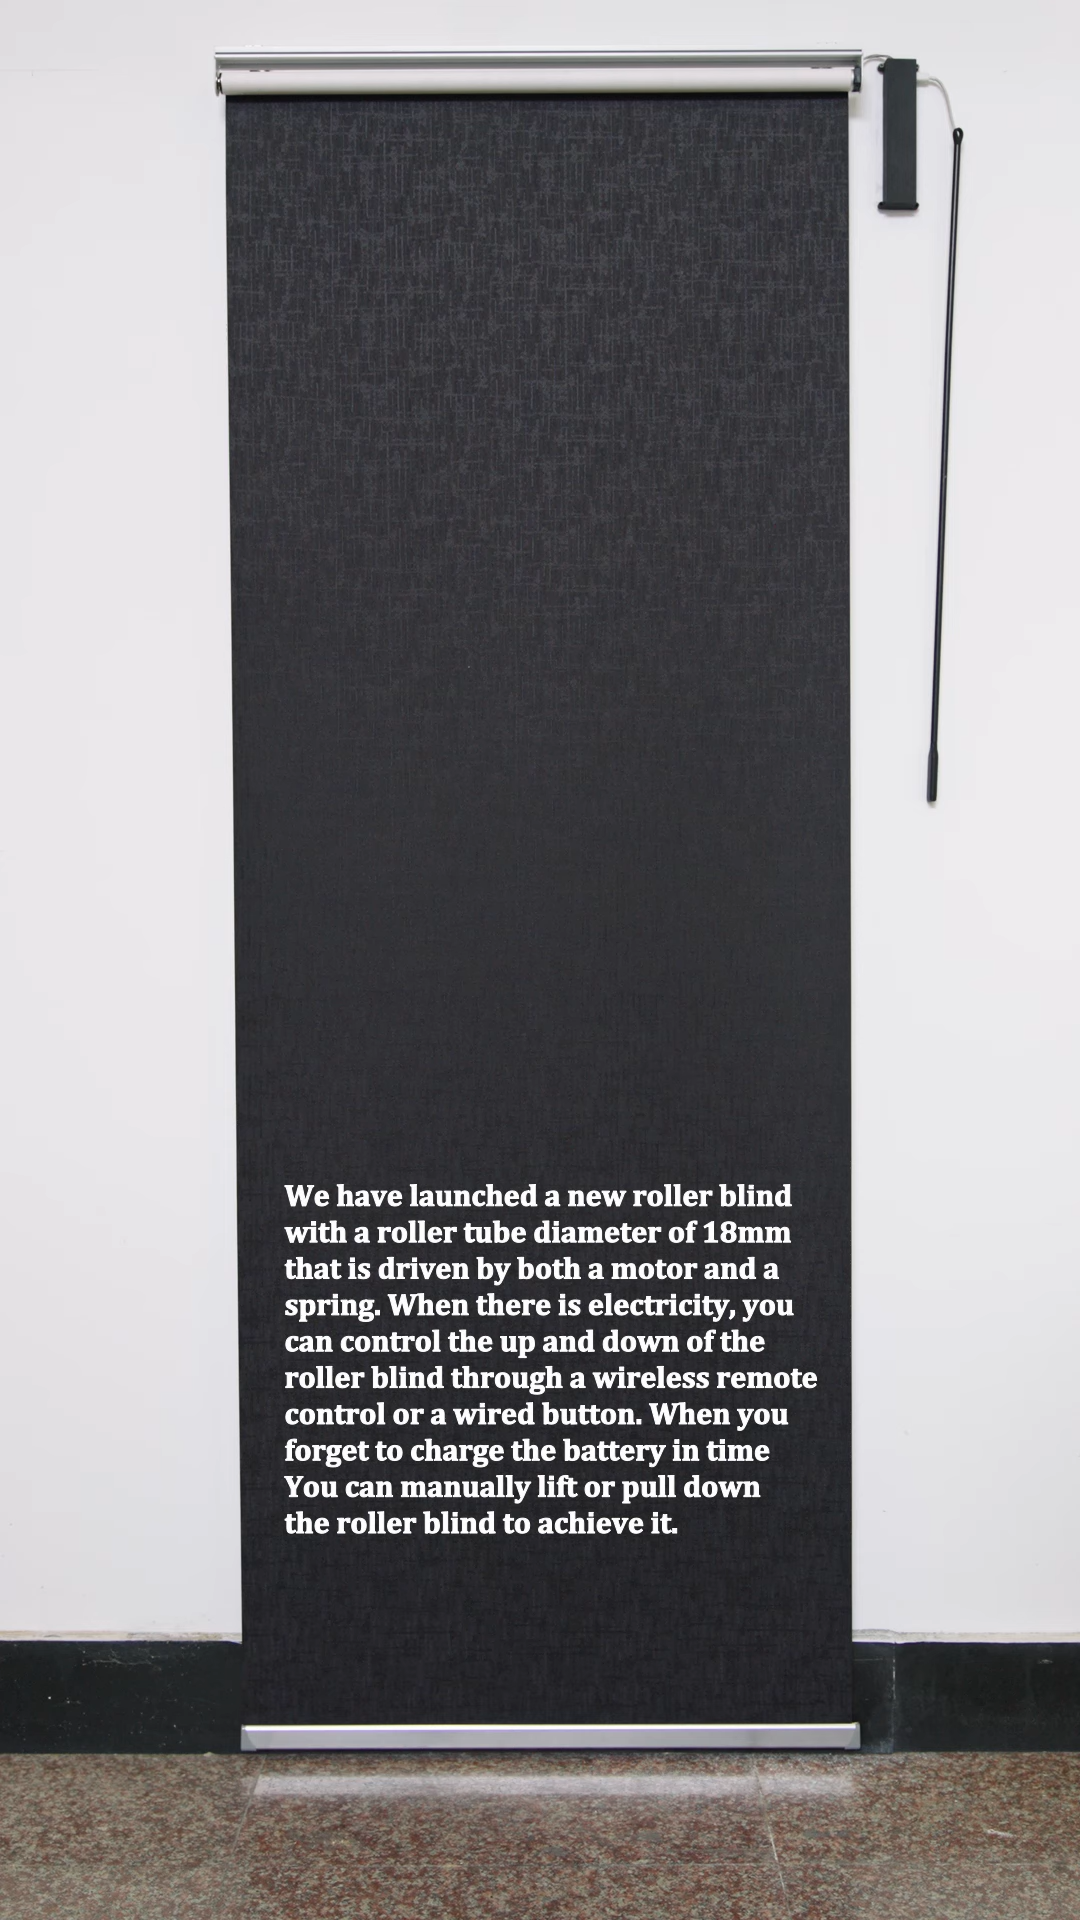 We have launched a new roller blind
with a roller tube diameter of 18mm
that is driven by both a motor and a
spring. When there is electricity, you
can control the up and down of the
roller blind through a wireless remote
control or a wired button. When you
forget to charge the battery in time
You can manually lift or pull down
the roller blind to achieve it.